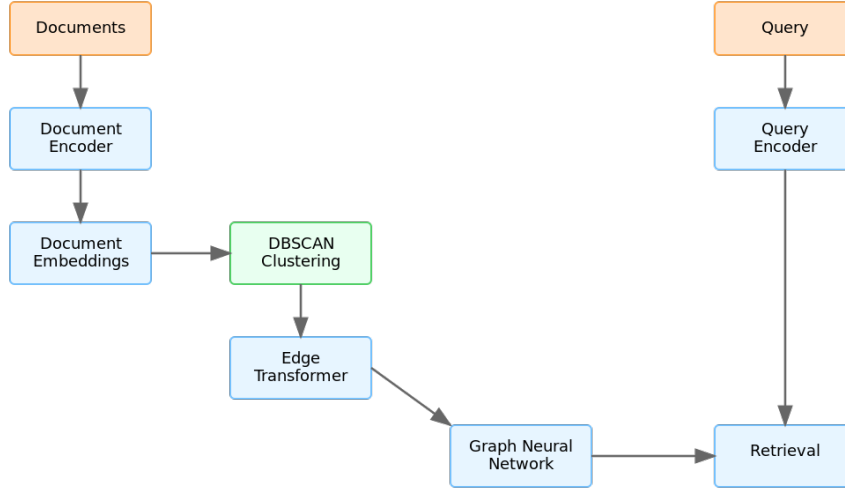 Documents
Query
Document
Encoder
Query
Encoder
Document
Embeddings
DBSCAN
Clustering
Edge
Transformer
Graph Neural
Network
Retrieval